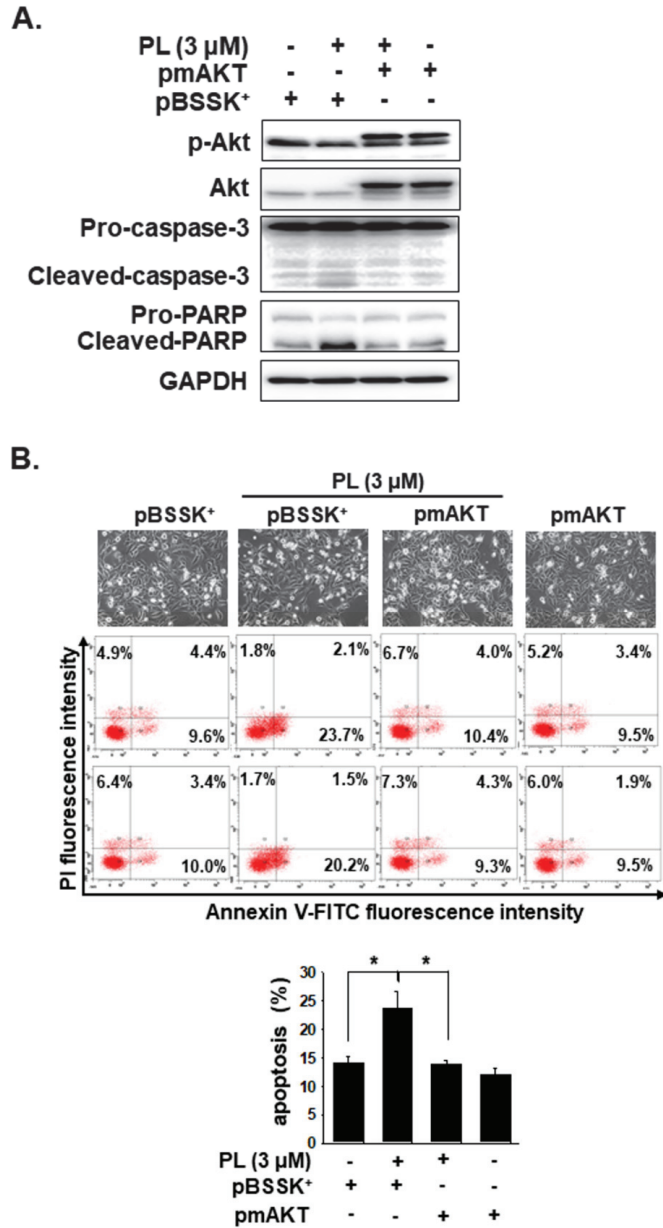 A.
PL (3 µM) - + + -
pmAKT - - + +
pBSSK⁺ + + - -
p-Akt
Akt
Pro-caspase-3
Cleaved-caspase-3
Pro-PARP
Cleaved-PARP
GAPDH
B.
PL (3 µM)
pBSSK⁺ pBSSK⁺ pmAKT pmAKT
4.9% 4.4% 1.8% 2.1% 6.7% 4.0% 5.2% 3.4%
9.6% 23.7% 10.4% 9.5%
6.4% 3.4% 1.7% 1.5% 7.3% 4.3% 6.0% 1.9%
10.0% 20.2% 9.3% 9.5%
PI fluorescence intensity
Annexin V-FITC fluorescence intensity
* *
apoptosis (%)
30
25
20
15
10
5
0
PL (3 µM) - + + -
pBSSK⁺ + + - -
pmAKT - - + +